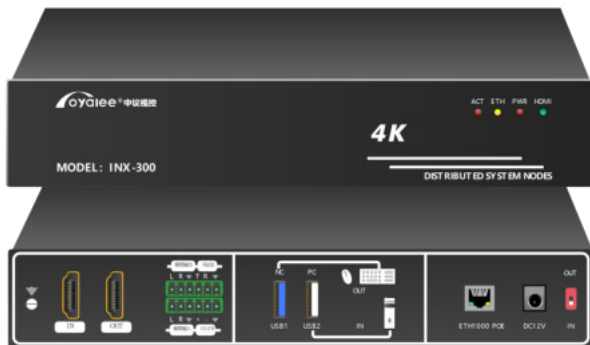 oyalee®中议视控
ACT ETH PWR HDMI
4K
MODEL: INX-300
DISTRIBUTED SYSTEM NODES
L R T R
NC PC
OUT
OUT
IN OUT
L R + -
USB1 USB2 IN
ETH1000 POE DC12V IN